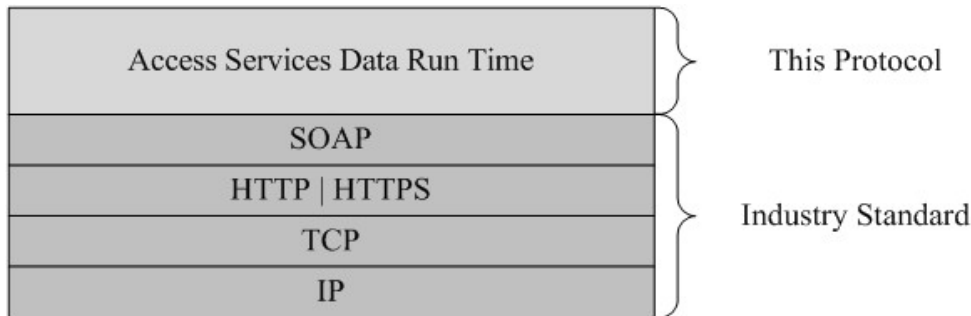 Access Services Data Run Time
This Protocol
SOAP
HTTP | HTTPS
TCP
IP
Industry Standard